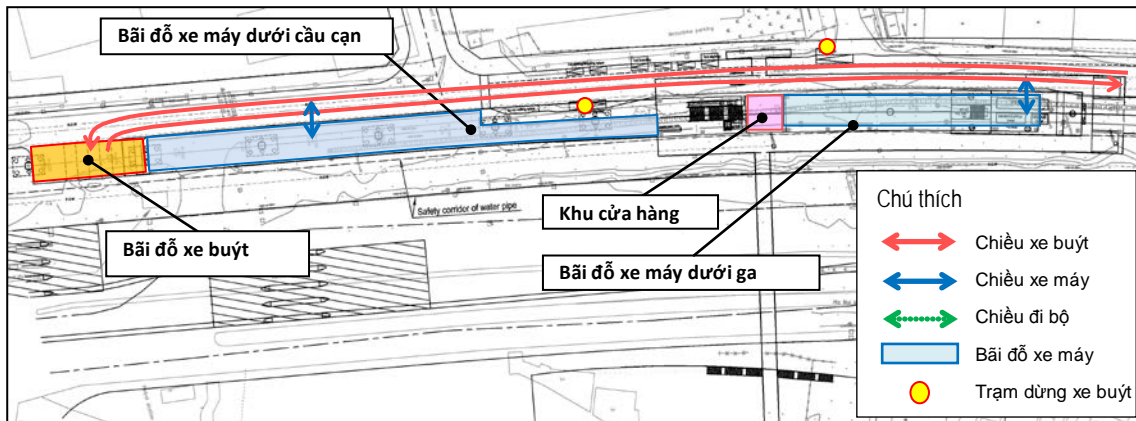 Bãi đỗ xe máy dưới cầu cạn
Safety corridor of water pipe
Khu cửa hàng
Bãi đỗ xe buýt
Bãi đỗ xe máy dưới ga
Chú thích
Chiều xe buýt
Chiều xe máy
Chiều đi bộ
Bãi đỗ xe máy
Trạm dừng xe buýt